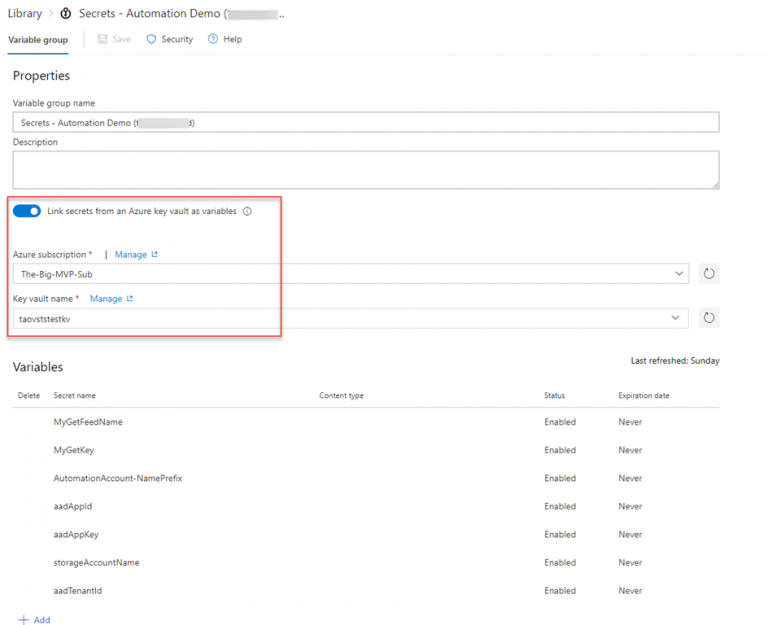 Library > Secrets - Automation Demo ( ..
Variable group Save Security Help
Properties
Variable group name
Secrets - Automation Demo ( )
Description
Link secrets from an Azure key vault as variables
Azure subscription * | Manage
The-Big-MVP-Sub
Key vault name * Manage
taovststestkv
Variables
Last refreshed: Sunday
Delete Secret name Content type Status Expiration date
MyGetFeedName Enabled Never
MyGetKey Enabled Never
AutomationAccount-NamePrefix Enabled Never
aadAppId Enabled Never
aadAppKey Enabled Never
storageAccountName Enabled Never
aadTenantId Enabled Never
+ Add